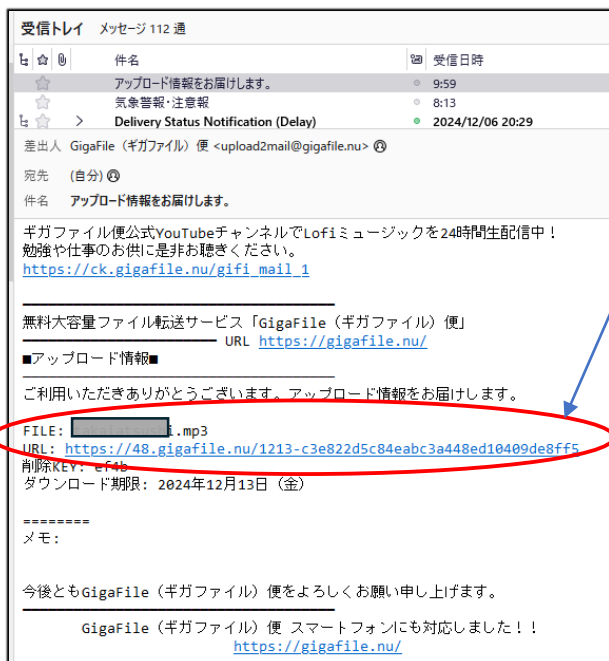 受信トレイ メッセージ 112 通
件名 受信日時
アップロード情報をお届けします。 9:59
気象警報・注意報 8:13
Delivery Status Notification (Delay) 2024/12/06 20:29
差出人 GigaFile（ギガファイル）便 <upload2mail@gigafile.nu>
宛先 (自分)
件名 アップロード情報をお届けします。
ギガファイル便公式YouTubeチャンネルでLofiミュージックを24時間生配信中！
勉強や仕事のお供に是非お聴きください。
https://ck.gigafile.nu/gifi_mail_1
無料大容量ファイル転送サービス「GigaFile（ギガファイル）便」
URL https://gigafile.nu/
■アップロード情報■
ご利用いただきありがとうございます。アップロード情報をお届けします。
FILE: .mp3
URL: https://48.gigafile.nu/1213-c3e822d5c84eabc3a448ed10409de8ff5
削除KEY: ef4b
ダウンロード期限: 2024年12月13日（金）
========
メモ:
今後ともGigaFile（ギガファイル）便をよろしくお願い申し上げます。
GigaFile（ギガファイル）便 スマートフォンにも対応しました！！
https://gigafile.nu/